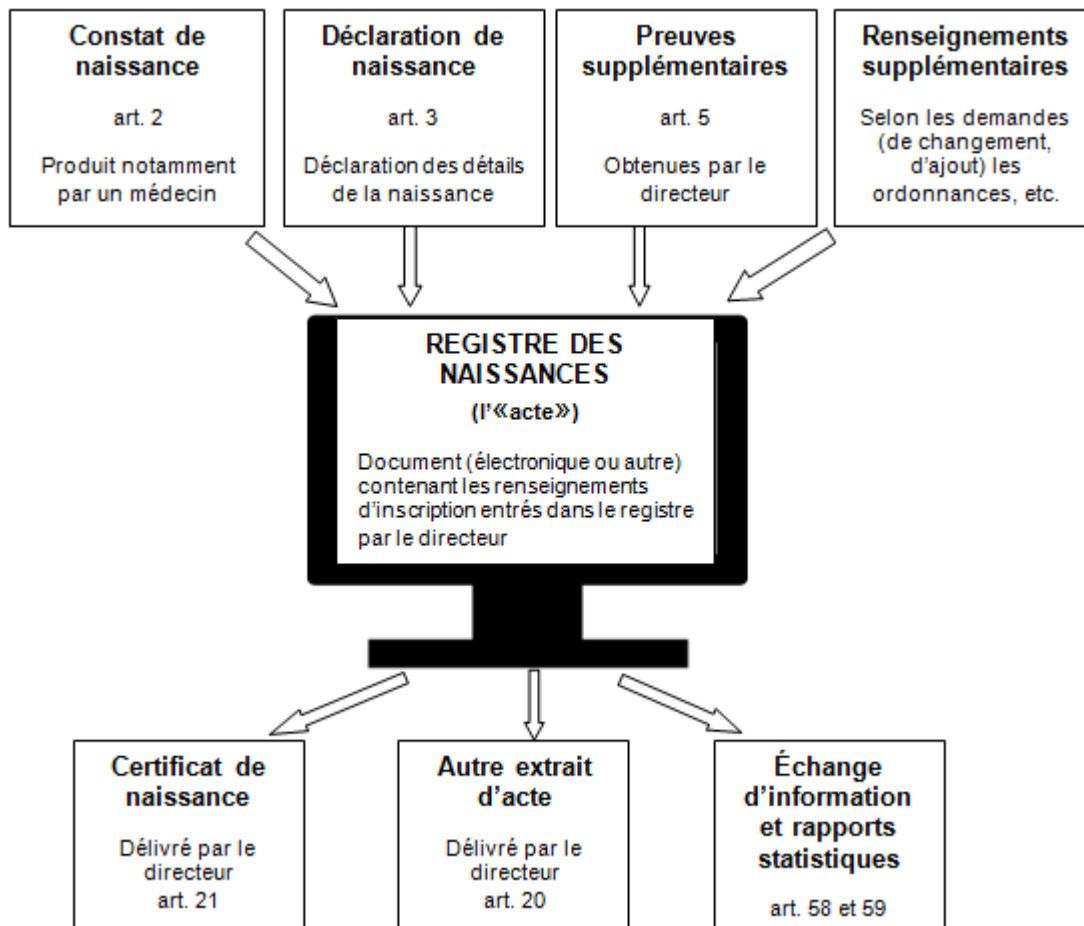 Constat de
naissance
art. 2
Produit notamment
par un médecin
Déclaration de
naissance
art. 3
Déclaration des détails
de la naissance
Preuves
supplémentaires
art. 5
Obtenues par le
directeur
Renseignements
supplémentaires
Selon les demandes
(de changement,
d'ajout) les
ordonnances, etc.
REGISTRE DES
NAISSANCES
(l'«acte»)
Document (électronique ou autre)
contenant les renseignements
d'inscription entrés dans le registre
par le directeur
Certificat de
naissance
Délivré par le
directeur
art. 21
Autre extrait
d'acte
Délivré par le
directeur
art. 20
Échange
d'information
et rapports
statistiques
art. 58 et 59